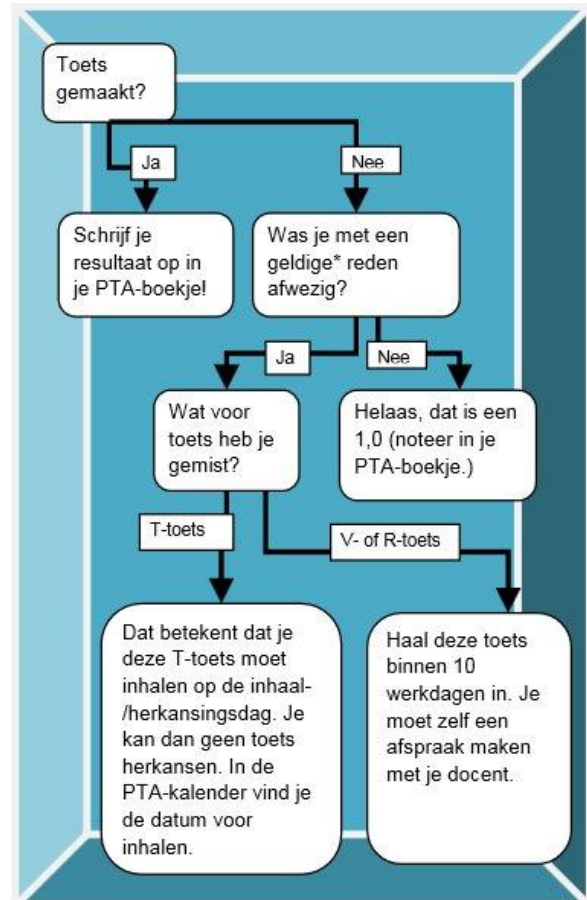 Toets
gemaakt?
Ja
Nee
Schrijf je
resultaat op in
je PTA-boekje!
Was je met een
geldige* reden
afwezig?
Ja
Nee
Wat voor
toets heb je
gemist?
Helaas, dat is een
1,0 (noteer in je
PTA-boekje.)
T-toets
V- of R-toets
Dat betekent dat je
deze T-toets moet
inhalen op de inhaal-
/herkansingsdag. Je
kan dan geen toets
herkansen. In de
PTA-kalender vind je
de datum voor
inhalen.
Haal deze toets
binnen 10
werkdagen in. Je
moet zelf een
afspraak maken
met je docent.